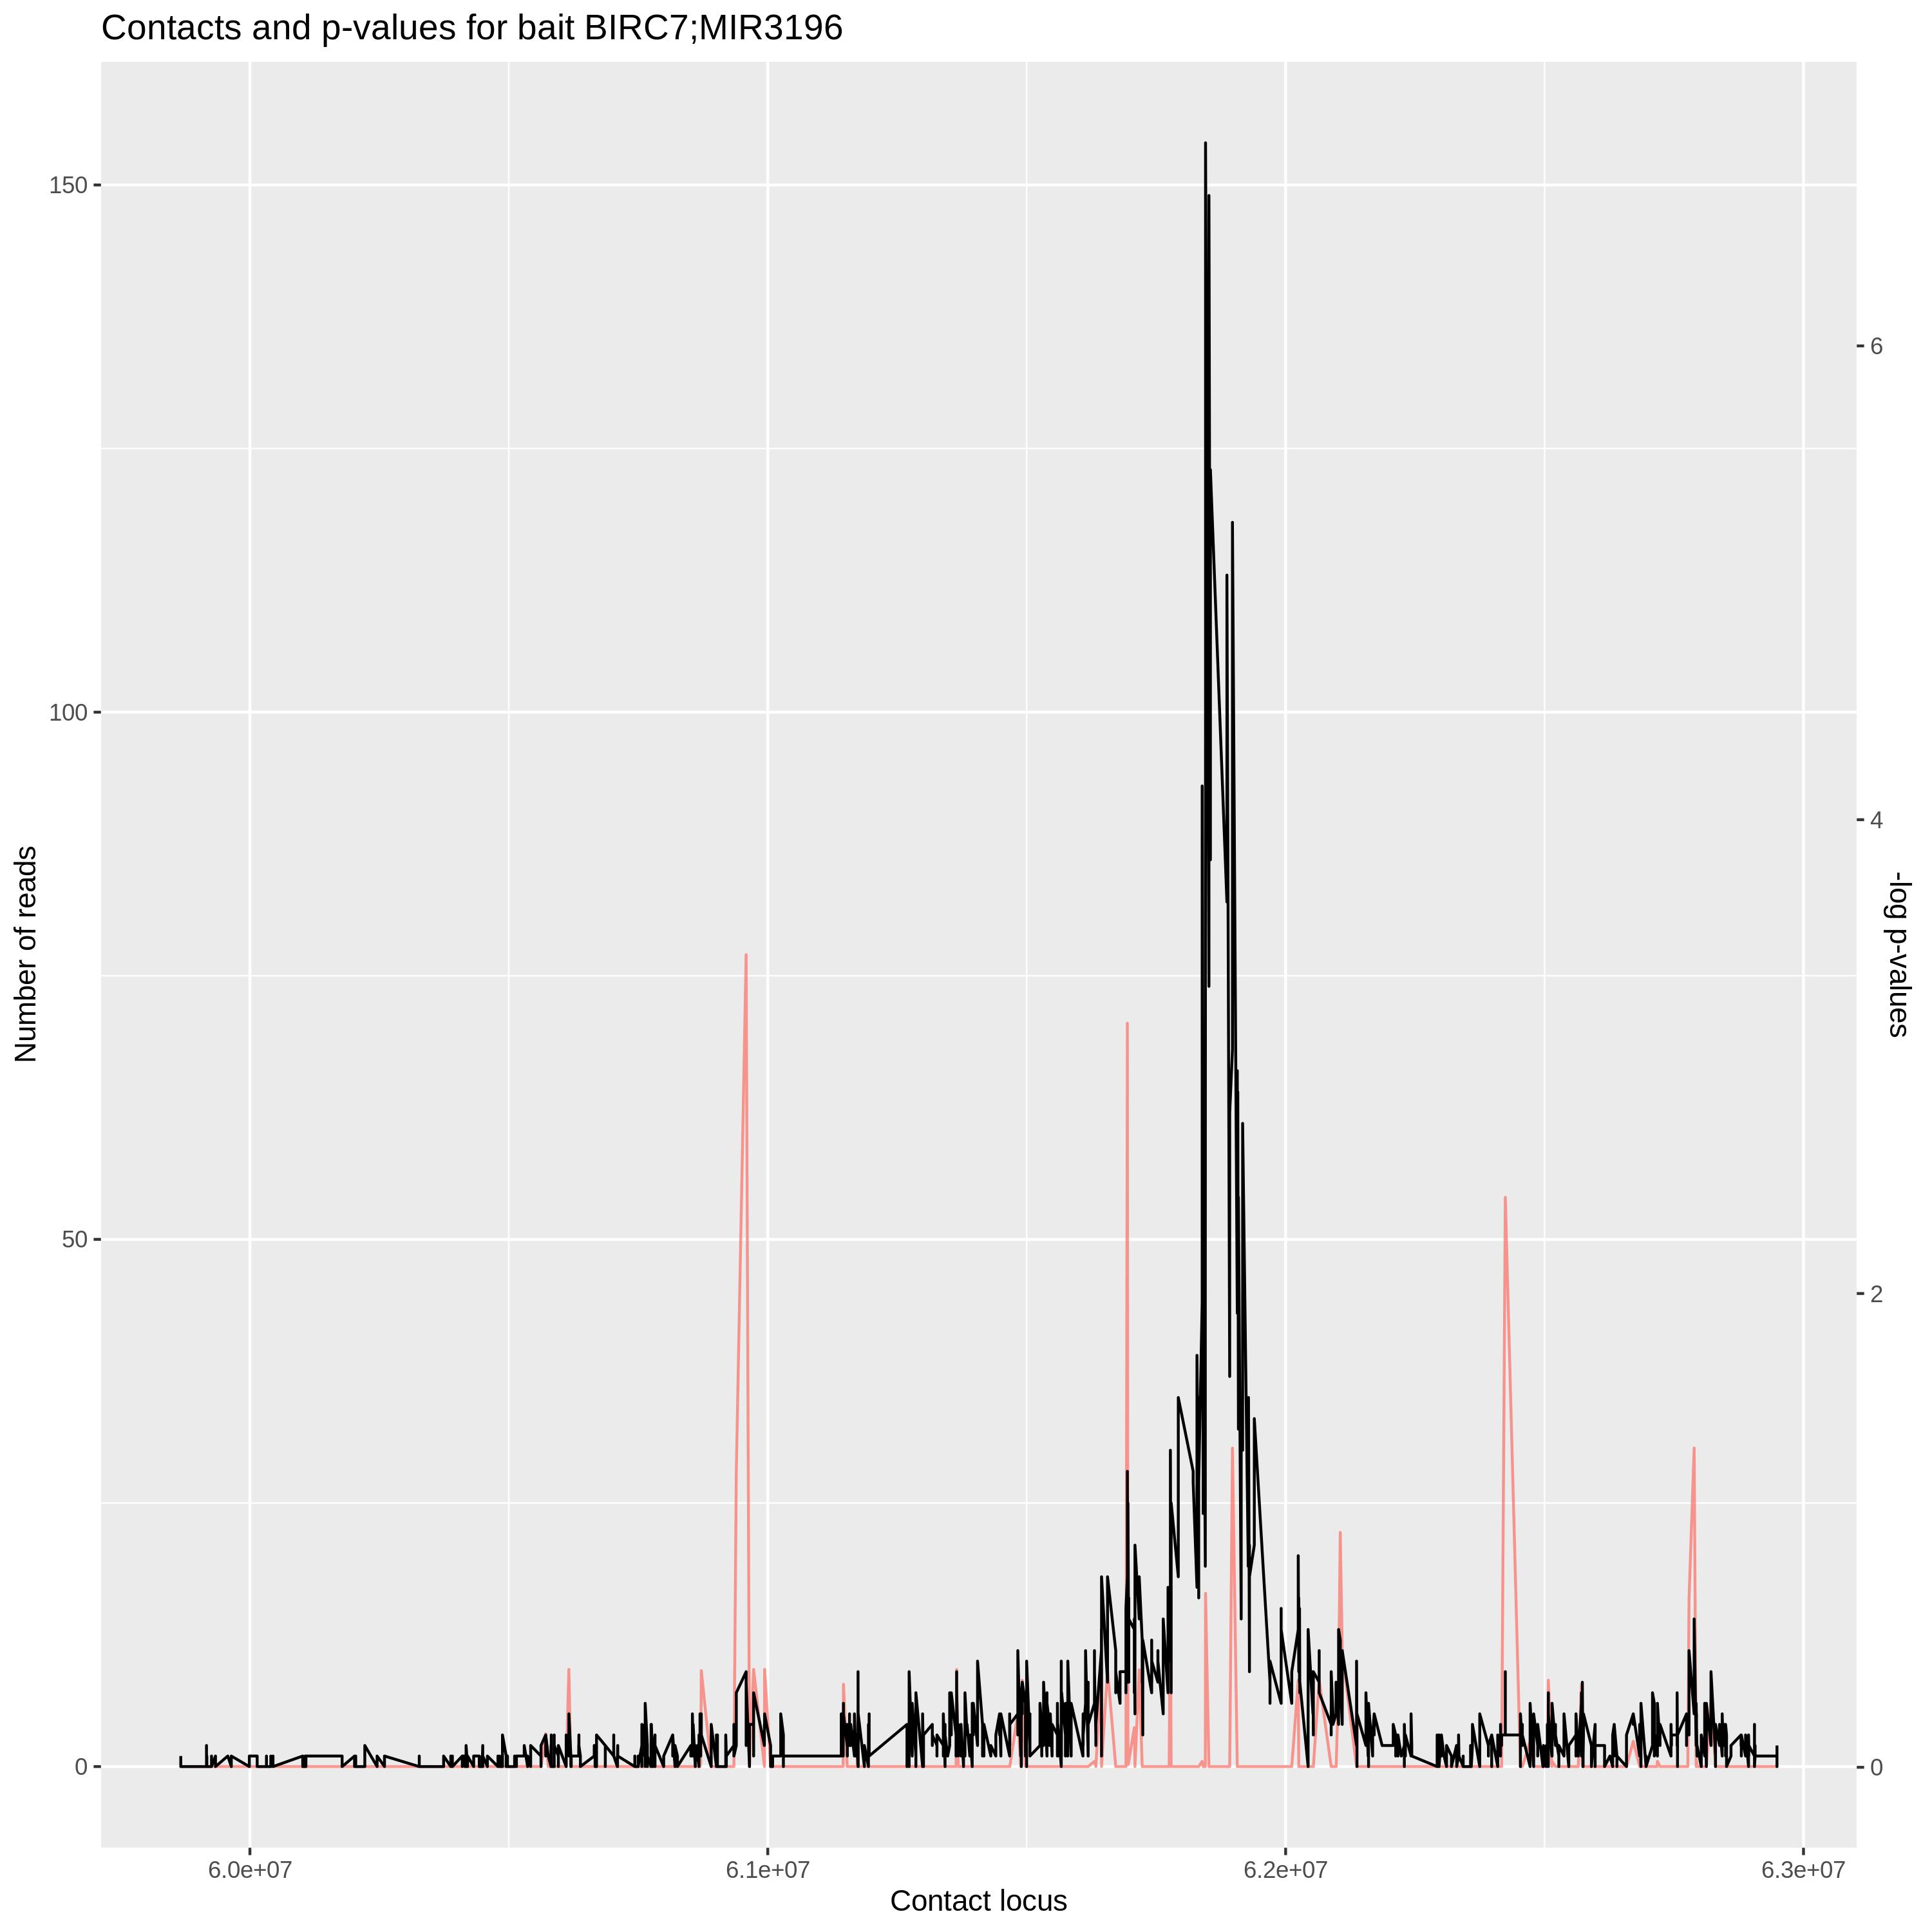 Contacts and p-values for bait BIRC7;MIR3196
150
100
50
0
Number of reads
6
4
2
0
-log p-values
6.0e+07
6.1e+07
6.2e+07
6.3e+07
Contact locus